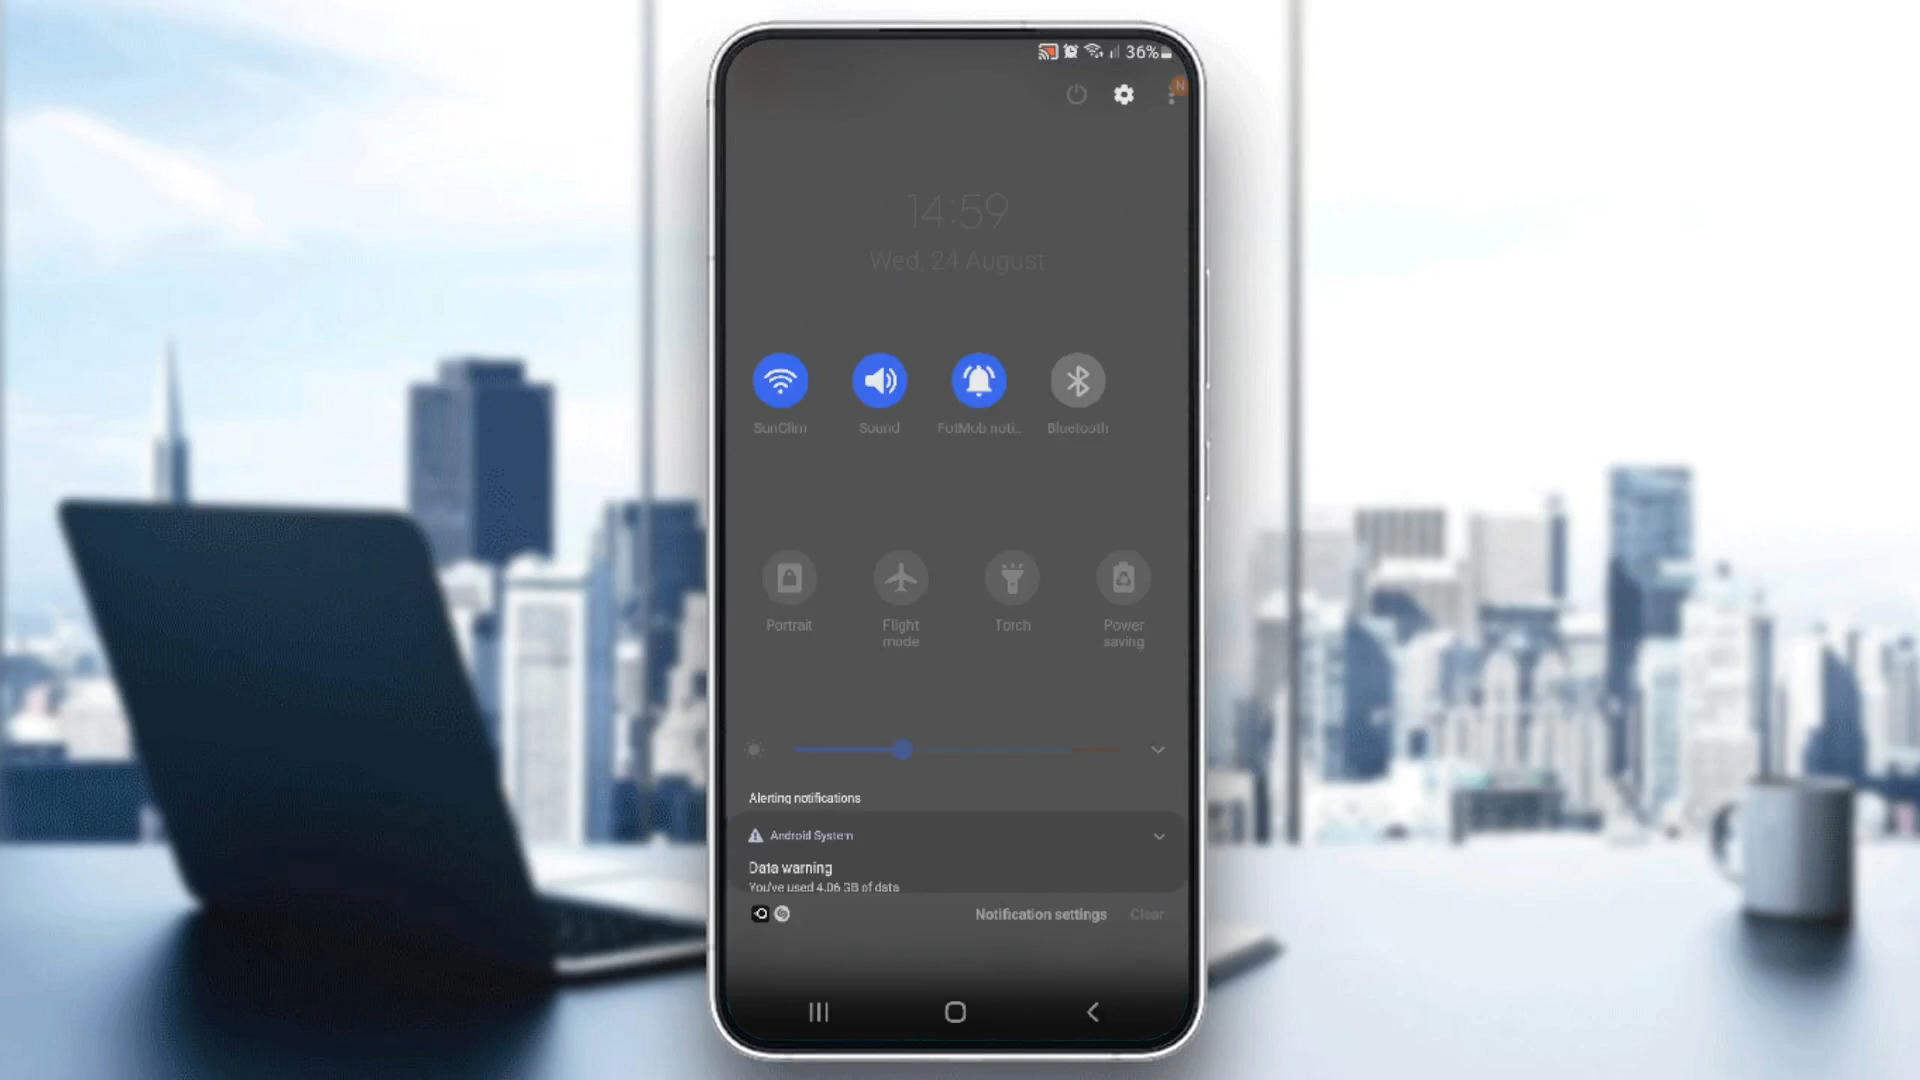 36%
N
14:59
Wed, 24 August
SunClim
Sound
FotMob noti...
Bluetooth
Portrait
Flight mode
Torch
Power saving
Alerting notifications
Android System
Data warning
You've used 4.06 GB of data
Notification settings
Clear